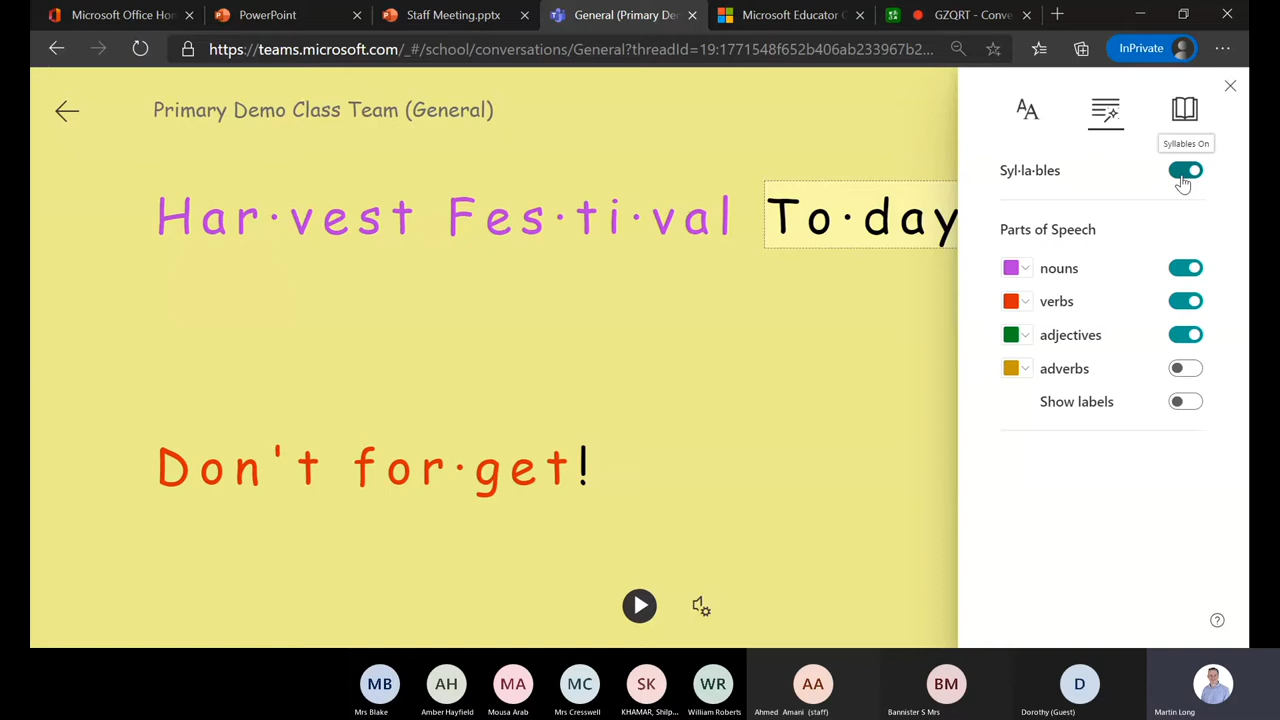 Microsoft Office Hon
PowerPoint
Staff Meeting.pptx
General (Primary De
Microsoft Educator C
GZQRT - Conve
https://teams.microsoft.com/_#/school/conversations/General?threadId=19:1771548f652b406ab233967b2...
InPrivate
Primary Demo Class Team (General)
Har·vest Fes·ti·val To·day
Don't for·get!
AA
Syllables On
Syl·la·bles
Parts of Speech
nouns
verbs
adjectives
adverbs
Show labels
?
MB AH MA MC SK WR AA BM D
Mrs Blake Amber Hayfield Mousa Arab Mrs Cresswell KHAMAR, Shilp... William Roberts Ahmed Amani (staff) Bannister S Mrs Dorothy (Guest) Martin Long